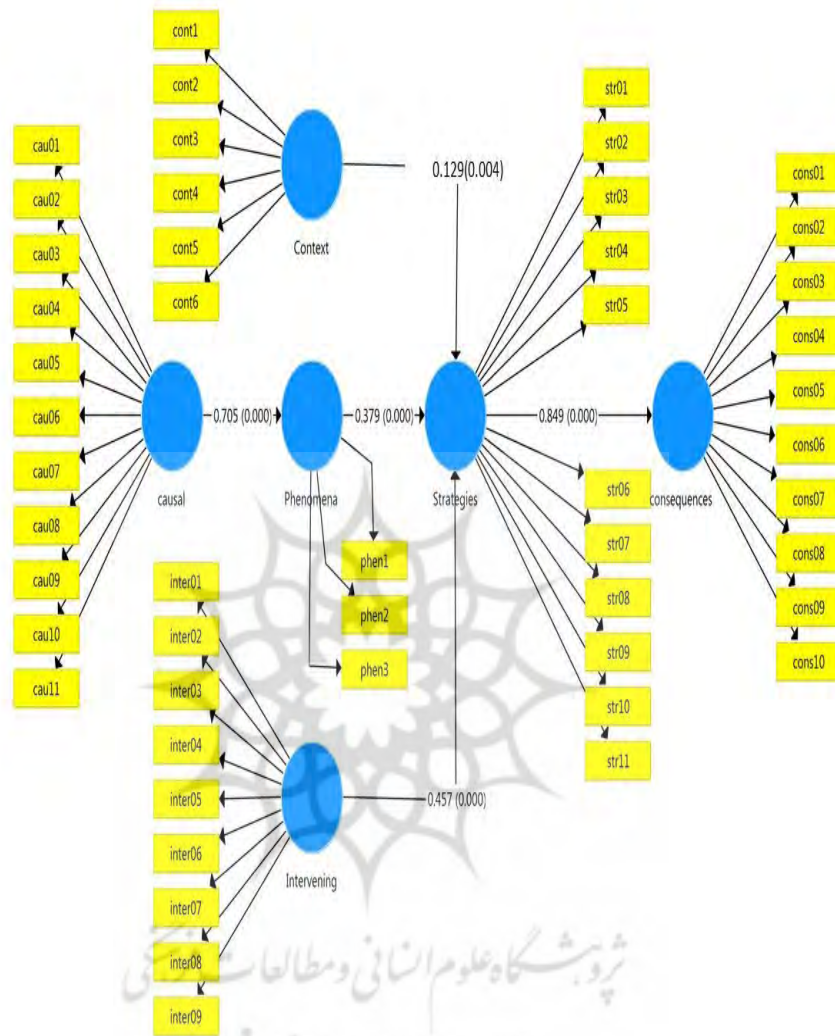 cont1
cont2
cont3
cont4
cont5
cont6
Context
0.129(0.004)
str01
str02
str03
str04
str05
cau01
cau02
cau03
cau04
cau05
cau06
cau07
cau08
cau09
cau10
cau11
causal
0.705 (0.000)
Phenomena
0.379 (0.000)
Strategies
0.849 (0.000)
consequences
cons01
cons02
cons03
cons04
cons05
cons06
cons07
cons08
cons09
cons10
phen1
phen2
phen3
str06
str07
str08
str09
str10
str11
inter01
inter02
inter03
inter04
inter05
inter06
inter07
inter08
inter09
Intervening
0.457 (0.000)
پژوهشگاه علوم انسانی و مطالعات فرهنگی